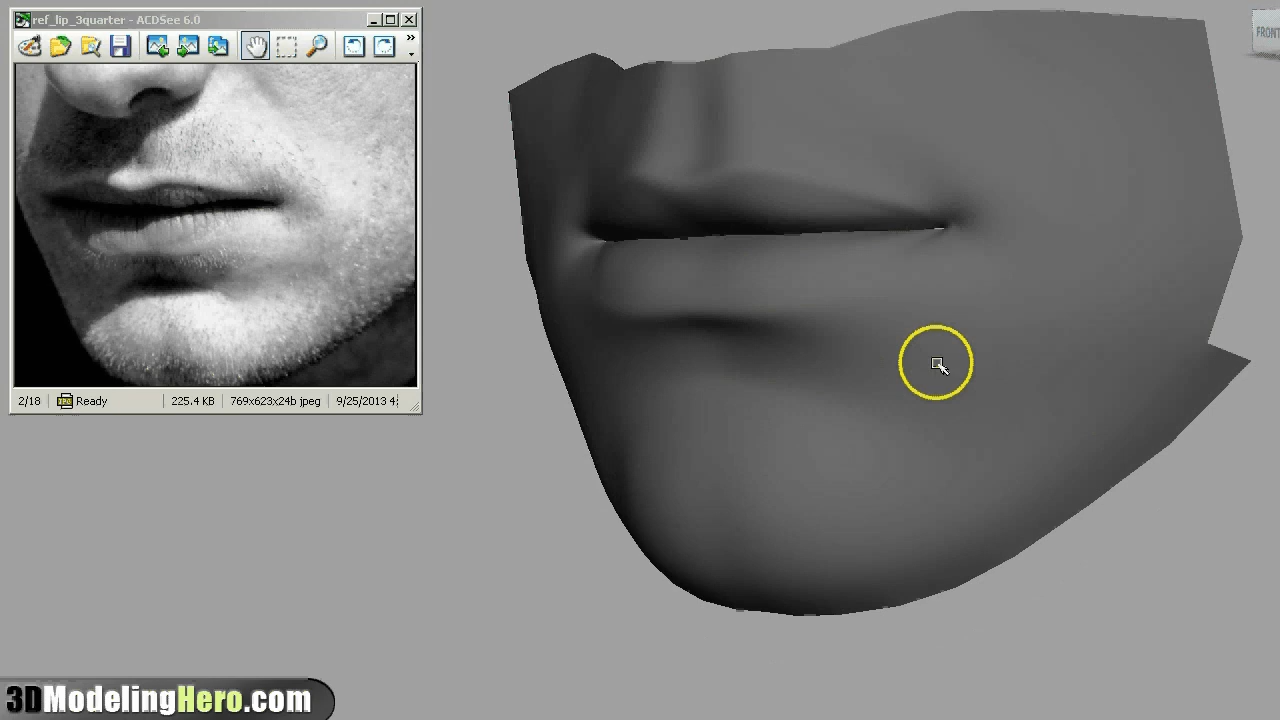 ref_lip_3quarter - ACDSee 6.0
FRONT
2/18 Ready 225.4 KB 769x623x24b jpeg 9/25/2013 4:
3DModelingHero.com